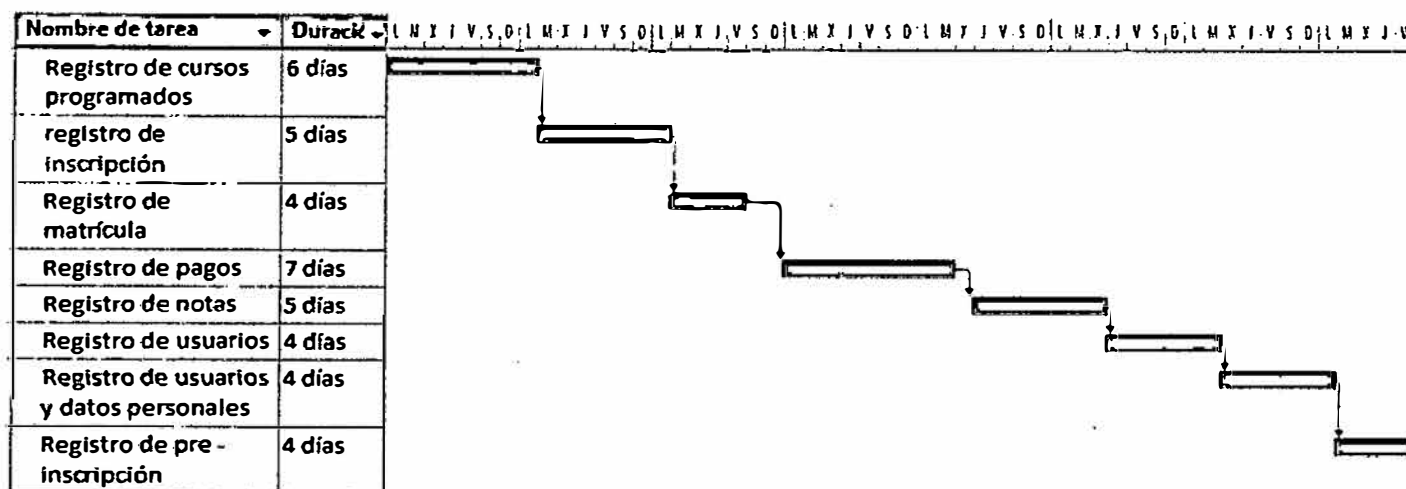 Nombre de tarea Durack L M X J V S D L M X J V S D L M X J V S D L M X J V S D L M X J V S D L M X J V S D L M X J V S D L M X J V
Registro de cursos 6 días
programados
registro de 5 días
inscripción
Registro de 4 días
matrícula
Registro de pagos 7 días
Registro de notas 5 días
Registro de usuarios 4 días
Registro de usuarios 4 días
y datos personales
Registro de pre - 4 días
inscripción